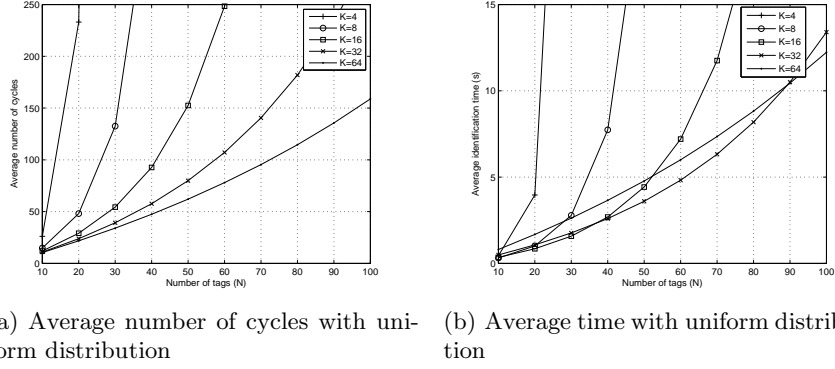 250
200
150
100
50
0
10 20 30 40 50 60 70 80 90 100
Number of tags (N)
Average number of cycles
K=4
K=8
K=16
K=32
K=64
15
10
5
0
10 20 30 40 50 60 70 80 90 100
Number of tags (N)
Average identification time (s)
K=4
K=8
K=16
K=32
K=64
a) Average number of cycles with uni-
orm distribution
(b) Average time with uniform distrib
tion